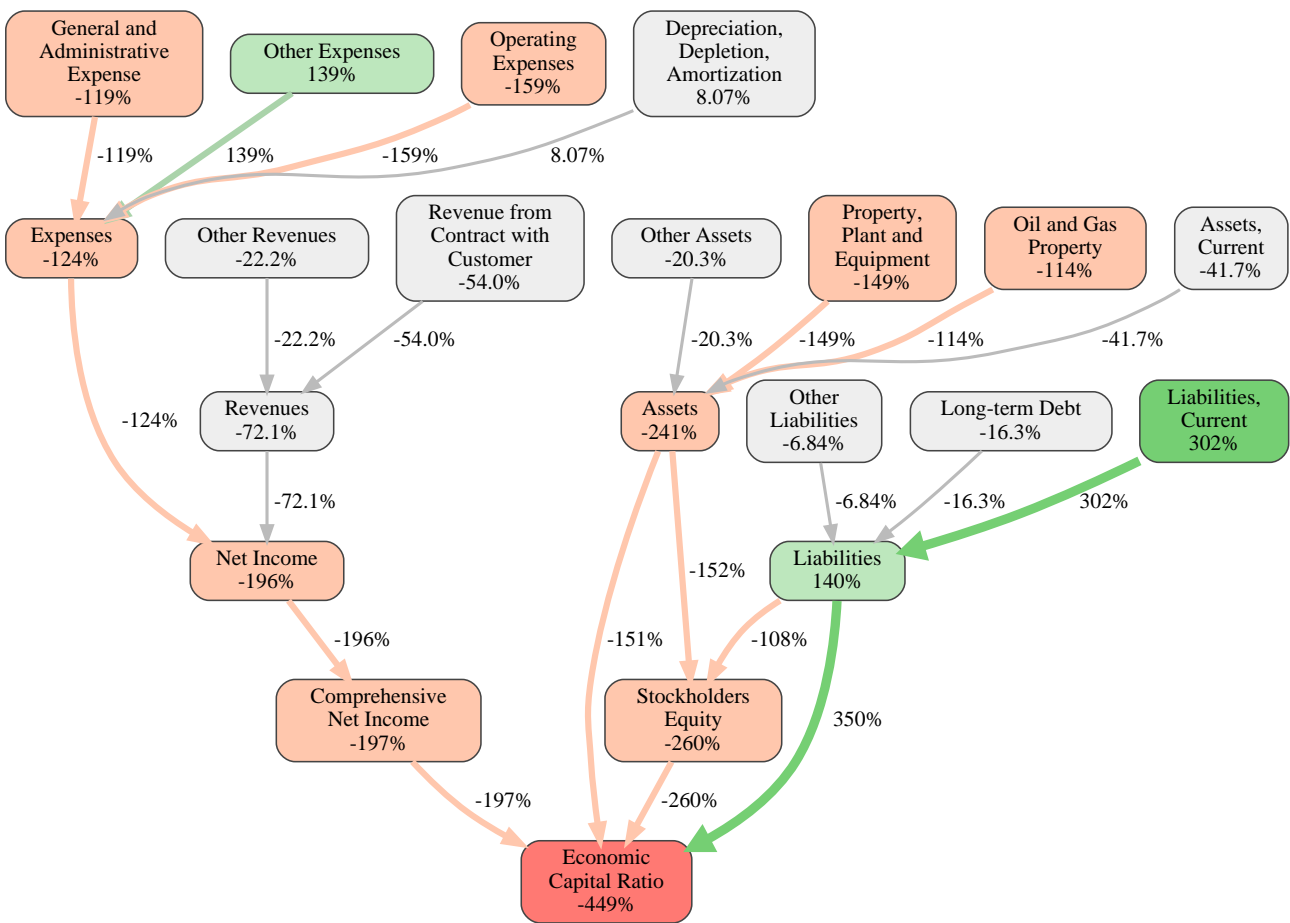 General and
Administrative
Expense
-119%
Other Expenses
139%
Operating
Expenses
-159%
Depreciation,
Depletion,
Amortization
8.07%
-119%
139%
-159%
8.07%
Expenses
-124%
Other Revenues
-22.2%
Revenue from
Contract with
Customer
-54.0%
Other Assets
-20.3%
Property,
Plant and
Equipment
-149%
Oil and Gas
Property
-114%
Assets,
Current
-41.7%
-22.2%
-54.0%
-20.3%
-149%
-114%
-41.7%
-124%
Revenues
-72.1%
Assets
-241%
Other
Liabilities
-6.84%
Long-term Debt
-16.3%
Liabilities,
Current
302%
-72.1%
-6.84%
-16.3%
302%
Net Income
-196%
-152%
Liabilities
140%
-196%
-151%
-108%
Comprehensive
Net Income
-197%
Stockholders
Equity
-260%
350%
-197%
-260%
Economic
Capital Ratio
-449%